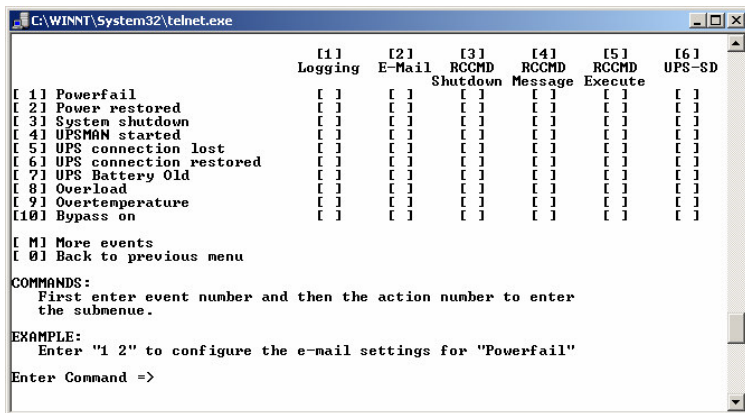 C:\WINNT\System32\telnet.exe
[1] [2] [3] [4] [5] [6]
Logging E-Mail RCCMD RCCMD RCCMD UPS-SD
Shutdown Message Execute
[ 1] Powerfail [ ] [ ] [ ] [ ] [ ] [ ]
[ 2] Power restored [ ] [ ] [ ] [ ] [ ] [ ]
[ 3] System shutdown [ ] [ ] [ ] [ ] [ ] [ ]
[ 4] UPSMAN started [ ] [ ] [ ] [ ] [ ] [ ]
[ 5] UPS connection lost [ ] [ ] [ ] [ ] [ ] [ ]
[ 6] UPS connection restored [ ] [ ] [ ] [ ] [ ] [ ]
[ 7] UPS Battery Old [ ] [ ] [ ] [ ] [ ] [ ]
[ 8] Overload [ ] [ ] [ ] [ ] [ ] [ ]
[ 9] Overtemperature [ ] [ ] [ ] [ ] [ ] [ ]
[10] Bypass on [ ] [ ] [ ] [ ] [ ] [ ]
[ M] More events
[ 0] Back to previous menu
COMMANDS:
First enter event number and then the action number to enter
the submenue.
EXAMPLE:
Enter "1 2" to configure the e-mail settings for "Powerfail"
Enter Command =>